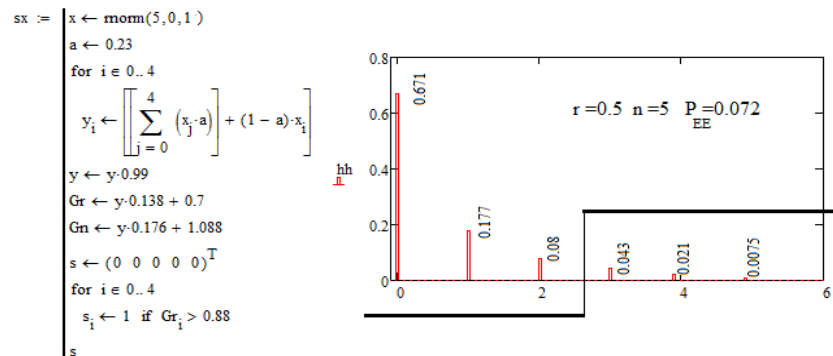 sx := x ← rnorm(5,0,1)
a ← 0.23
for i ∈ 0..4
4
y_i ← [[∑ (x_j·a)] + (1 − a)·x_i]
j = 0
y ← y·0.99
Gr ← y·0.138 + 0.7
Gn ← y·0.176 + 1.088
s ← (0 0 0 0 0)^T
for i ∈ 0..4
s_i ← 1 if Gr_i > 0.88
s
0.8
0.6
0.4
0.2
0
hh
0.671
0.177
0.08
0.043
0.021
0.0075
r =0.5 n =5 P =0.072
EE
0 2 4 6